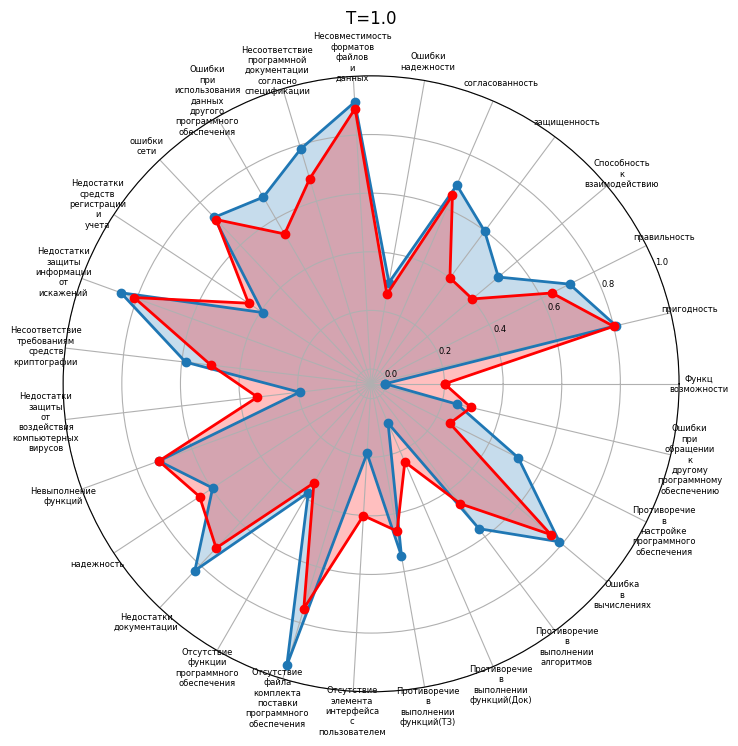 T=1.0
Функц
возможности
пригодность
правильность
Способность
к
взаимодействию
защищенность
согласованность
Ошибки
надежности
Несовместимость
форматов
файлов
и
данных
Несоответствие
программной
документации
согласно
спецификации
Ошибки
при
использования
данных
другого
программного
обеспечения
ошибки
сети
Недостатки
средств
регистрации
и
учета
Недостатки
защиты
информации
от
искажений
Несоответствие
требованиям
средств
криптографии
Недостатки
защиты
от
воздействия
компьютерных
вирусов
Невыполнение
функций
надежность
Недостатки
документации
Отсутствие
функции
программного
обеспечения
Отсутствие
файла
комплекта
поставки
программного
обеспечения
Отсутствие
элемента
интерфейса
с
пользователем
Противоречие
в
выполнении
функций(ТЗ)
Противоречие
в
выполнении
функций(Док)
Противоречие
в
выполнении
алгоритмов
Ошибка
в
вычислениях
Противоречие
в
настройке
программного
обеспечения
Ошибки
при
обращении
к
другому
программному
обеспечению
0.0
0.2
0.4
0.6
0.8
1.0